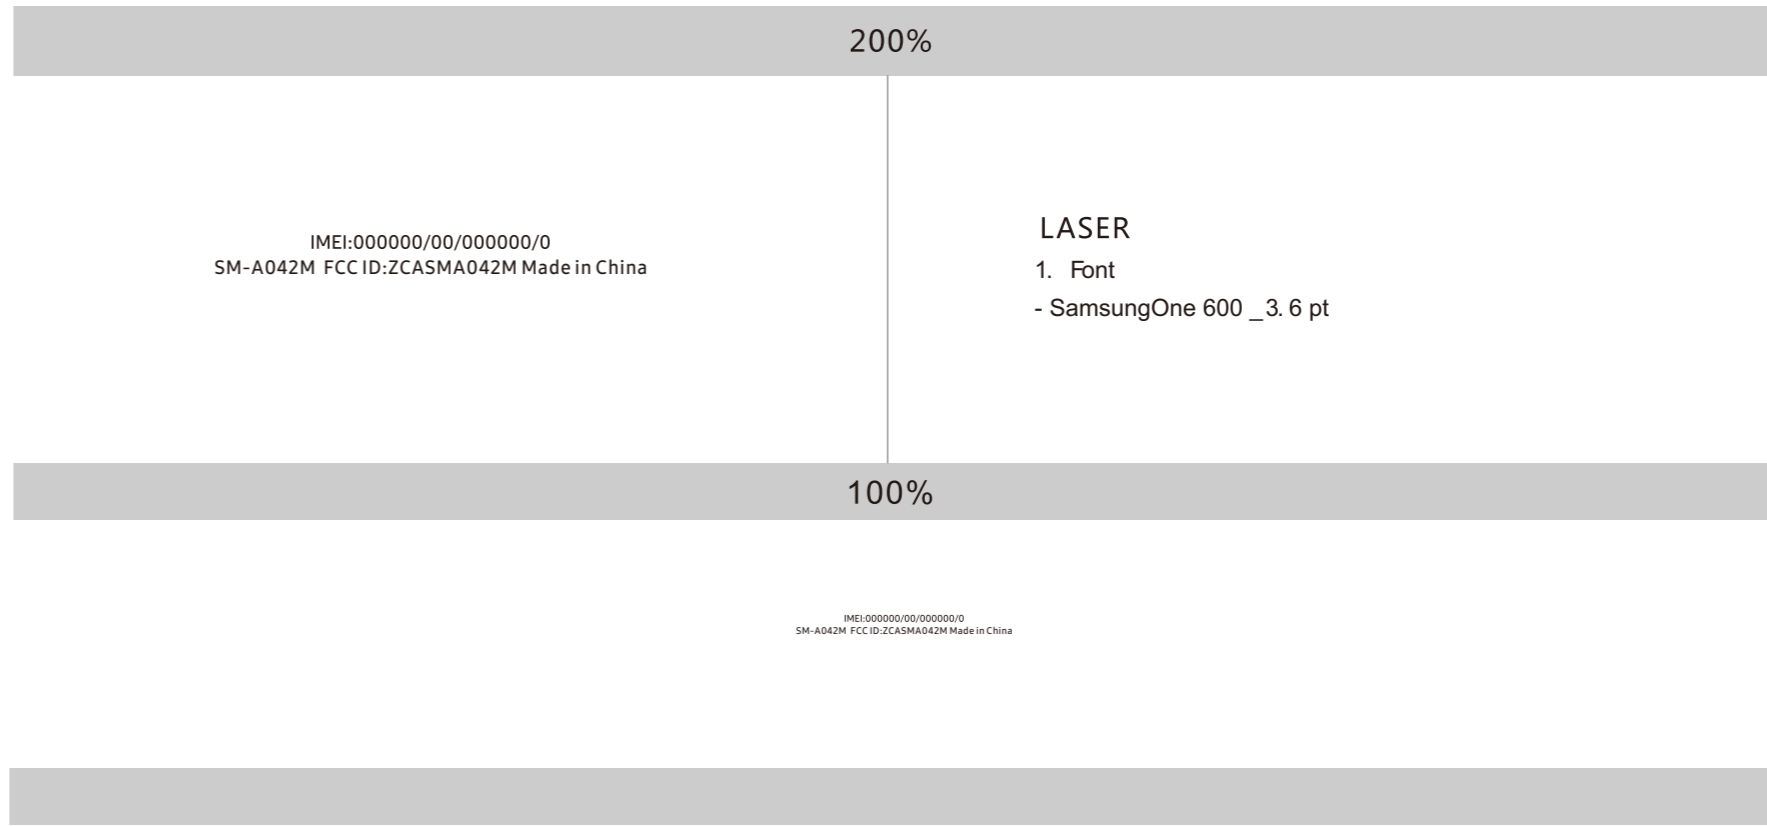 200%
IMEI:000000/00/000000/0
SM-A042M FCC ID:ZCASMA042M Made in China
LASER
1. Font
- SamsungOne 600 _3. 6 pt
100%
IMEI:000000/00/000000/0
SM-A042M FCC ID:ZCASMA042M Made in China